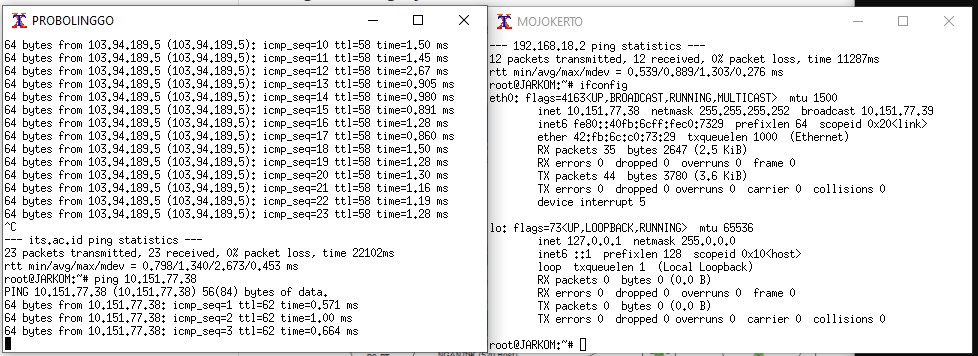 PROBOLINGGO
64 bytes from 103.94.189.5 (103.94.189.5): icmp_seq=10 ttl=58 time=1.50 ms
64 bytes from 103.94.189.5 (103.94.189.5): icmp_seq=11 ttl=58 time=1.45 ms
64 bytes from 103.94.189.5 (103.94.189.5): icmp_seq=12 ttl=58 time=2.67 ms
64 bytes from 103.94.189.5 (103.94.189.5): icmp_seq=13 ttl=58 time=0.905 ms
64 bytes from 103.94.189.5 (103.94.189.5): icmp_seq=14 ttl=58 time=0.980 ms
64 bytes from 103.94.189.5 (103.94.189.5): icmp_seq=15 ttl=58 time=0.891 ms
64 bytes from 103.94.189.5 (103.94.189.5): icmp_seq=16 ttl=58 time=1.28 ms
64 bytes from 103.94.189.5 (103.94.189.5): icmp_seq=17 ttl=58 time=0.860 ms
64 bytes from 103.94.189.5 (103.94.189.5): icmp_seq=18 ttl=58 time=1.50 ms
64 bytes from 103.94.189.5 (103.94.189.5): icmp_seq=19 ttl=58 time=1.28 ms
64 bytes from 103.94.189.5 (103.94.189.5): icmp_seq=20 ttl=58 time=1.30 ms
64 bytes from 103.94.189.5 (103.94.189.5): icmp_seq=21 ttl=58 time=1.16 ms
64 bytes from 103.94.189.5 (103.94.189.5): icmp_seq=22 ttl=58 time=1.19 ms
64 bytes from 103.94.189.5 (103.94.189.5): icmp_seq=23 ttl=58 time=1.28 ms
^C
--- its.ac.id ping statistics ---
23 packets transmitted, 23 received, 0% packet loss, time 22102ms
rtt min/avg/max/mdev = 0.798/1.340/2.673/0.453 ms
root@JARKOM:~# ping 10.151.77.38
PING 10.151.77.38 (10.151.77.38) 56(84) bytes of data.
64 bytes from 10.151.77.38: icmp_seq=1 ttl=62 time=0.571 ms
64 bytes from 10.151.77.38: icmp_seq=2 ttl=62 time=1.00 ms
64 bytes from 10.151.77.38: icmp_seq=3 ttl=62 time=0.664 ms
MOJOKERTO
--- 192.168.18.2 ping statistics ---
12 packets transmitted, 12 received, 0% packet loss, time 11287ms
rtt min/avg/max/mdev = 0.539/0.889/1.303/0.276 ms
root@JARKOM:~# ifconfig
eth0: flags=4163<UP,BROADCAST,RUNNING,MULTICAST>  mtu 1500
inet 10.151.77.38  netmask 255.255.255.252  broadcast 10.151.77.39
inet6 fe80::40fb:6cff:fec0:7329  prefixlen 64  scopeid 0x20<link>
ether 42:fb:6c:c0:73:29  txqueuelen 1000  (Ethernet)
RX packets 35  bytes 2647 (2.5 KiB)
RX errors 0  dropped 0  overruns 0  frame 0
TX packets 44  bytes 3780 (3.6 KiB)
TX errors 0  dropped 0 overruns 0  carrier 0  collisions 0
device interrupt 5
lo: flags=73<UP,LOOPBACK,RUNNING>  mtu 65536
inet 127.0.0.1  netmask 255.0.0.0
inet6 ::1  prefixlen 128  scopeid 0x10<host>
loop  txqueuelen 1  (Local Loopback)
RX packets 0  bytes 0 (0.0 B)
RX errors 0  dropped 0  overruns 0  frame 0
TX packets 0  bytes 0 (0.0 B)
TX errors 0  dropped 0 overruns 0  carrier 0  collisions 0
root@JARKOM:~#